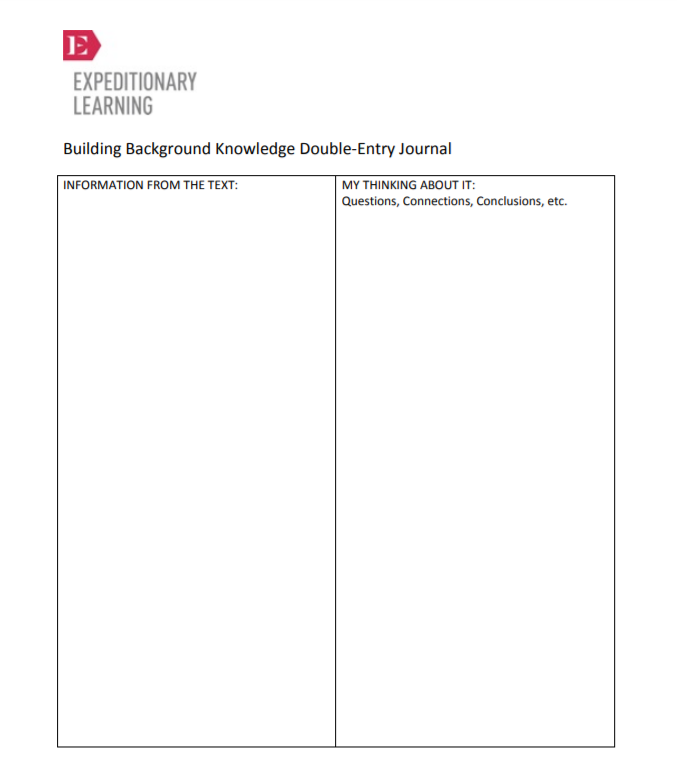 E
EXPEDITIONARY
LEARNING
Building Background Knowledge Double-Entry Journal
INFORMATION FROM THE TEXT:
MY THINKING ABOUT IT:
Questions, Connections, Conclusions, etc.